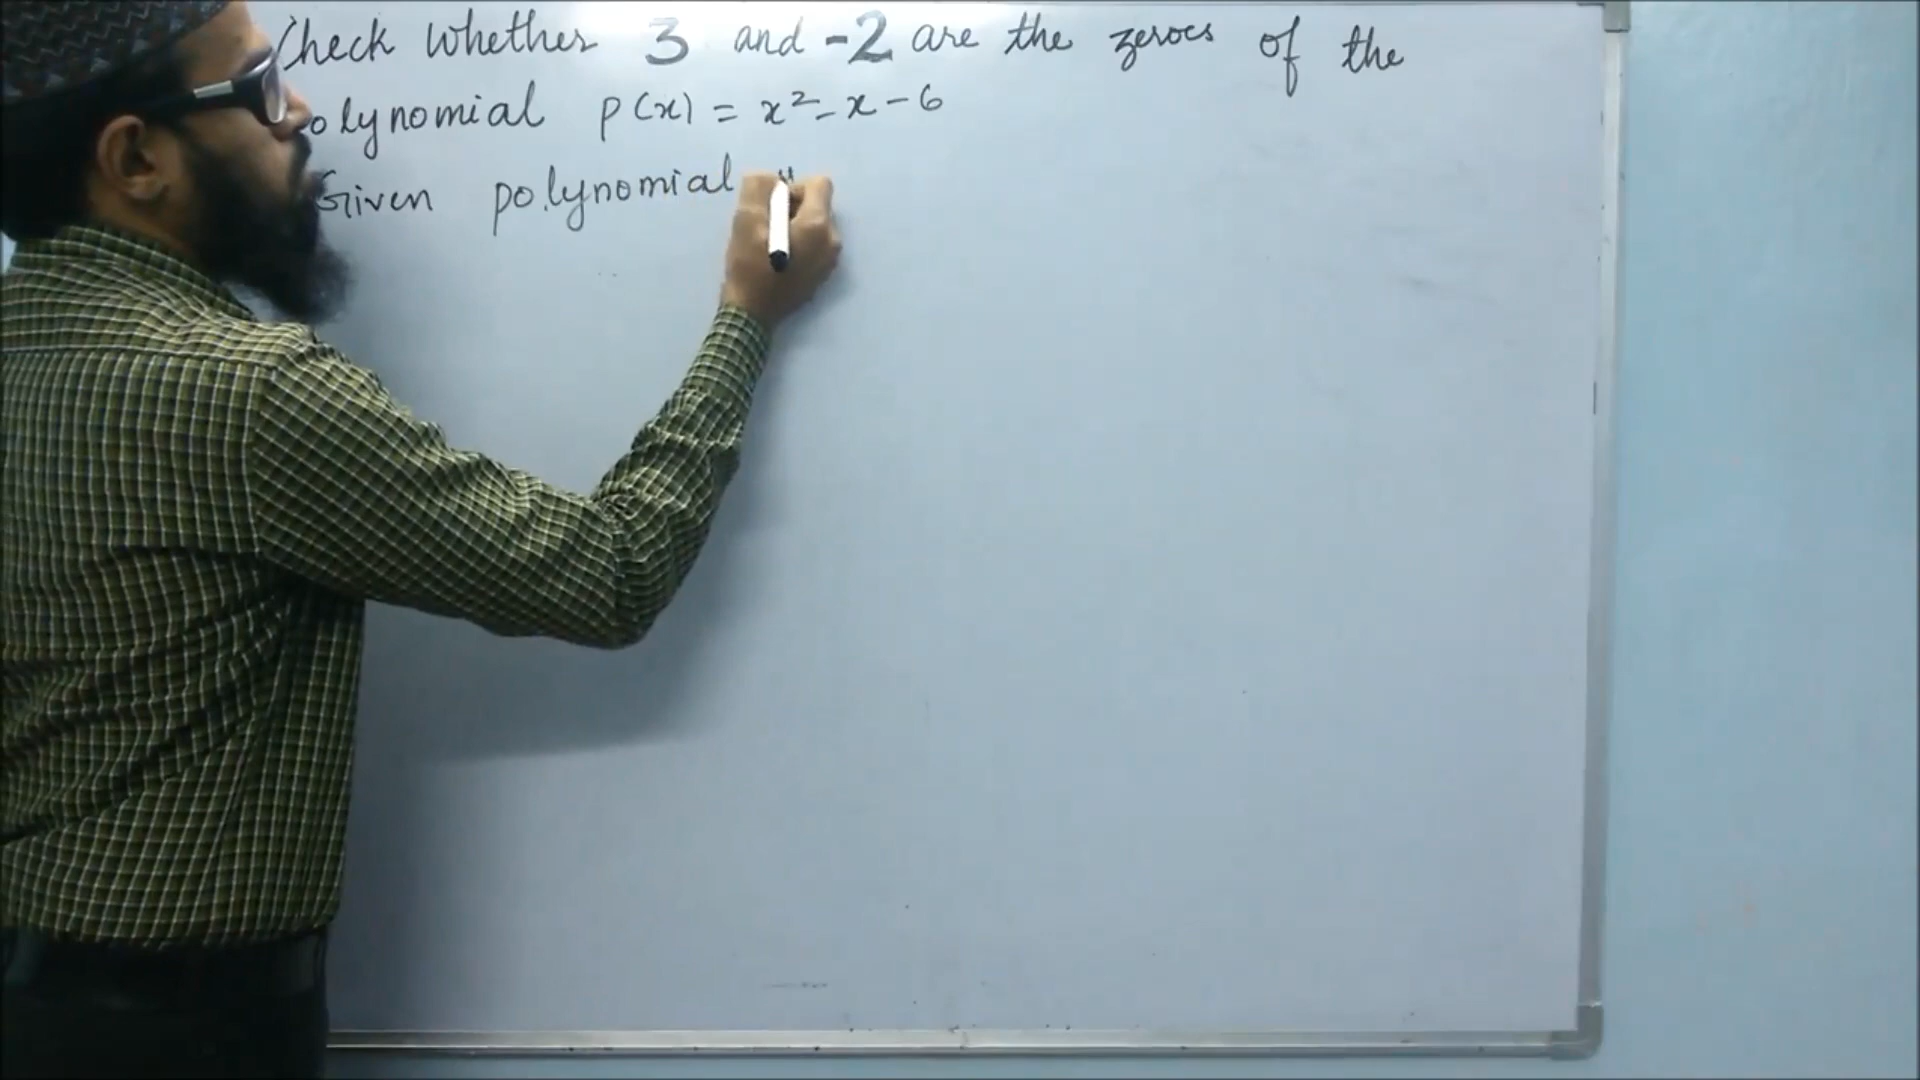 Check whether 3 and -2 are the zeroes of the
polynomial p(x) = x² - x - 6
Given polynomial